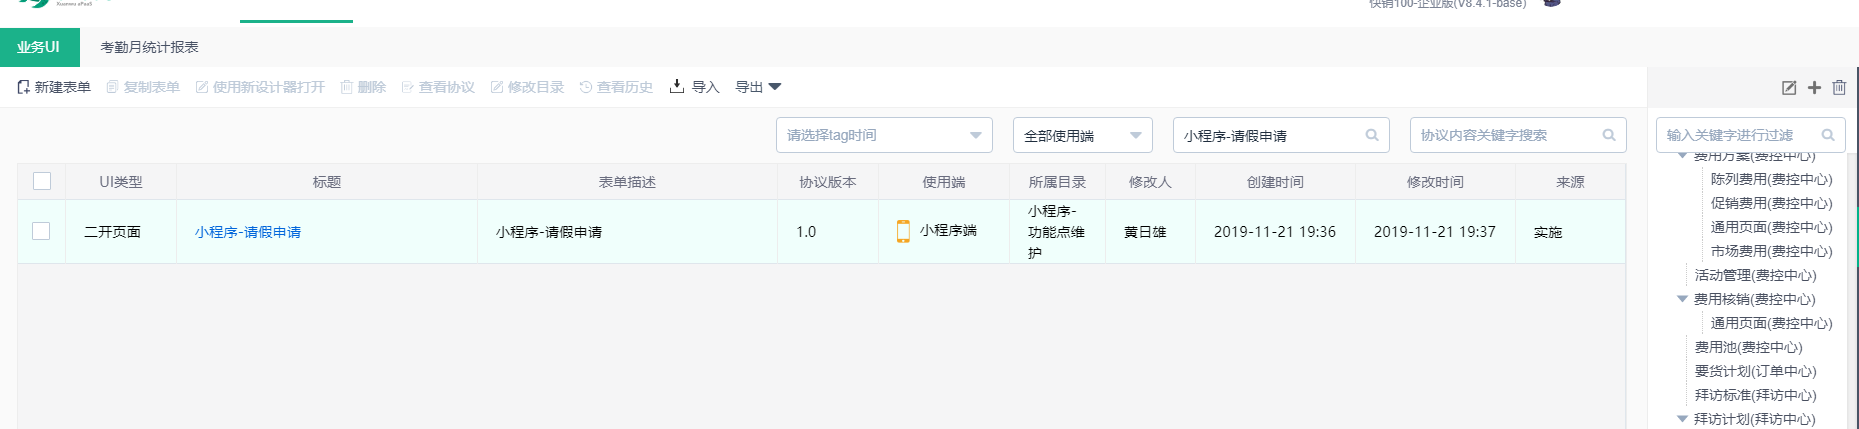 Xuanwu aPaaS
快销100-企业版(V8.4.1-base)
业务UI 考勤月统计报表
新建表单 复制表单 使用新设计器打开 删除 查看协议 修改目录 查看历史 导入 导出
请选择tag时间 全部使用端 小程序-请假申请 协议内容关键字搜索 输入关键字进行过滤
UI类型 标题 表单描述 协议版本 使用端 所属目录 修改人 创建时间 修改时间 来源
二开页面 小程序-请假申请 小程序-请假申请 1.0 小程序端 小程序-
功能点维
护 黄日雄 2019-11-21 19:36 2019-11-21 19:37 实施
费用方案(费控中心)
陈列费用(费控中心)
促销费用(费控中心)
通用页面(费控中心)
市场费用(费控中心)
活动管理(费控中心)
费用核销(费控中心)
通用页面(费控中心)
费用池(费控中心)
要货计划(订单中心)
拜访标准(拜访中心)
拜访计划(拜访中心)